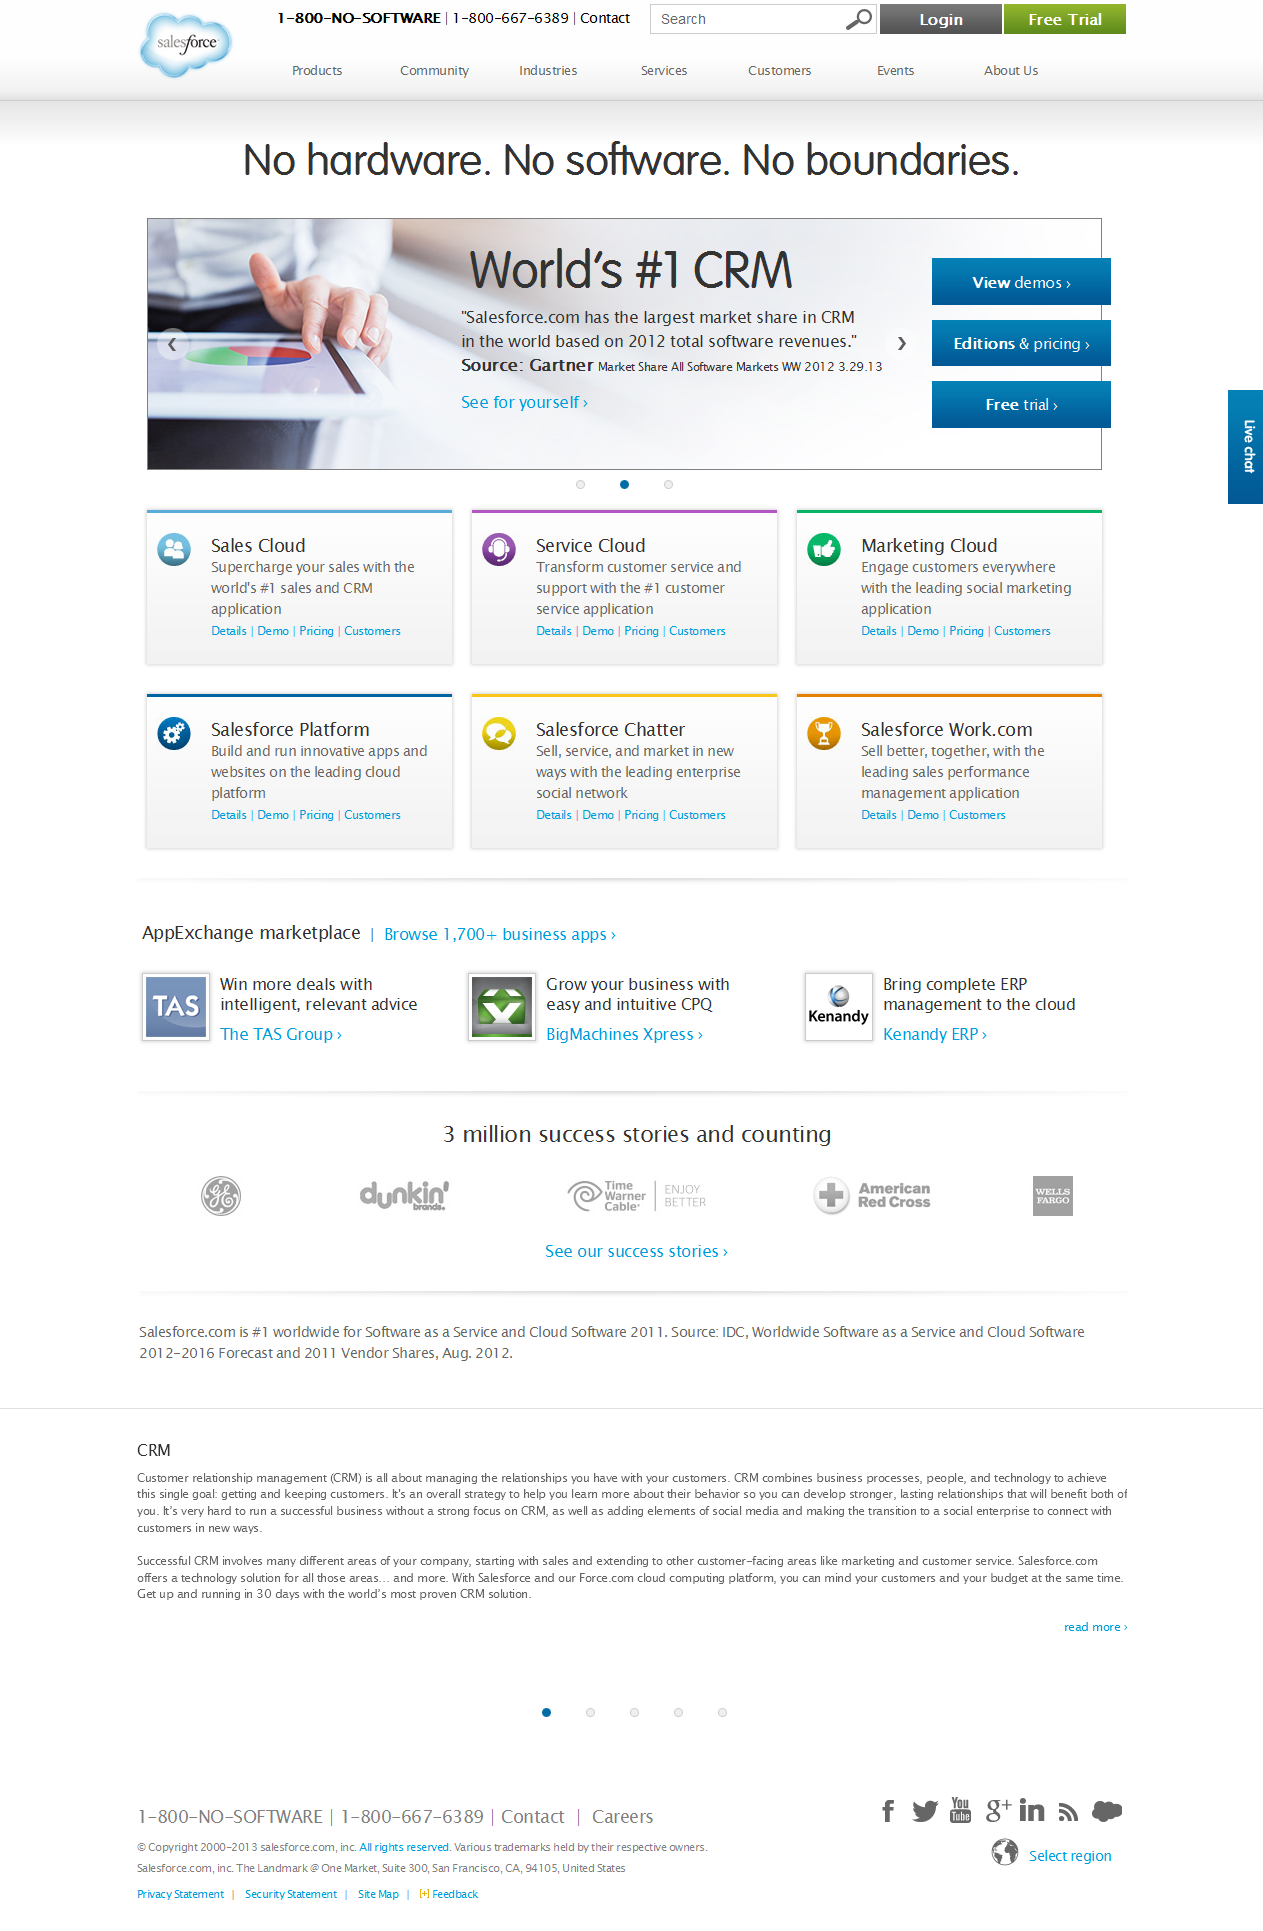 salesforce
1-800-NO-SOFTWARE | 1-800-667-6389 | Contact
Search
Login
Free Trial
Products
Community
Industries
Services
Customers
Events
About Us
No hardware. No software. No boundaries.
World's #1 CRM
"Salesforce.com has the largest market share in CRM
in the world based on 2012 total software revenues."
Source: Gartner Market Share All Software Markets WW 2012 3.29.13
See for yourself ›
View demos ›
Editions & pricing ›
Free trial ›
Live chat
Sales Cloud
Supercharge your sales with the
world's #1 sales and CRM
application
Details | Demo | Pricing | Customers
Service Cloud
Transform customer service and
support with the #1 customer
service application
Details | Demo | Pricing | Customers
Marketing Cloud
Engage customers everywhere
with the leading social marketing
application
Details | Demo | Pricing | Customers
Salesforce Platform
Build and run innovative apps and
websites on the leading cloud
platform
Details | Demo | Pricing | Customers
Salesforce Chatter
Sell, service, and market in new
ways with the leading enterprise
social network
Details | Demo | Pricing | Customers
Salesforce Work.com
Sell better, together, with the
leading sales performance
management application
Details | Demo | Customers
AppExchange marketplace | Browse 1,700+ business apps ›
TAS
Win more deals with
intelligent, relevant advice
The TAS Group ›
Grow your business with
easy and intuitive CPQ
BigMachines Xpress ›
Kenandy
Bring complete ERP
management to the cloud
Kenandy ERP ›
3 million success stories and counting
GE
dunkin'
brands.
Time
Warner
Cable
ENJOY
BETTER
American
Red Cross
WELLS
FARGO
See our success stories ›
Salesforce.com is #1 worldwide for Software as a Service and Cloud Software 2011. Source: IDC, Worldwide Software as a Service and Cloud Software
2012-2016 Forecast and 2011 Vendor Shares, Aug. 2012.
CRM
Customer relationship management (CRM) is all about managing the relationships you have with your customers. CRM combines business processes, people, and technology to achieve
this single goal: getting and keeping customers. It's an overall strategy to help you learn more about their behavior so you can develop stronger, lasting relationships that will benefit both of
you. It's very hard to run a successful business without a strong focus on CRM, as well as adding elements of social media and making the transition to a social enterprise to connect with
customers in new ways.
Successful CRM involves many different areas of your company, starting with sales and extending to other customer-facing areas like marketing and customer service. Salesforce.com
offers a technology solution for all those areas... and more. With Salesforce and our Force.com cloud computing platform, you can mind your customers and your budget at the same time.
Get up and running in 30 days with the world's most proven CRM solution.
read more ›
1-800-NO-SOFTWARE | 1-800-667-6389 | Contact | Careers
f
You
Tube
g+
in
© Copyright 2000-2013 salesforce.com, inc. All rights reserved. Various trademarks held by their respective owners.
Salesforce.com, inc. The Landmark @ One Market, Suite 300, San Francisco, CA, 94105, United States
Select region
Privacy Statement | Security Statement | Site Map | [+] Feedback